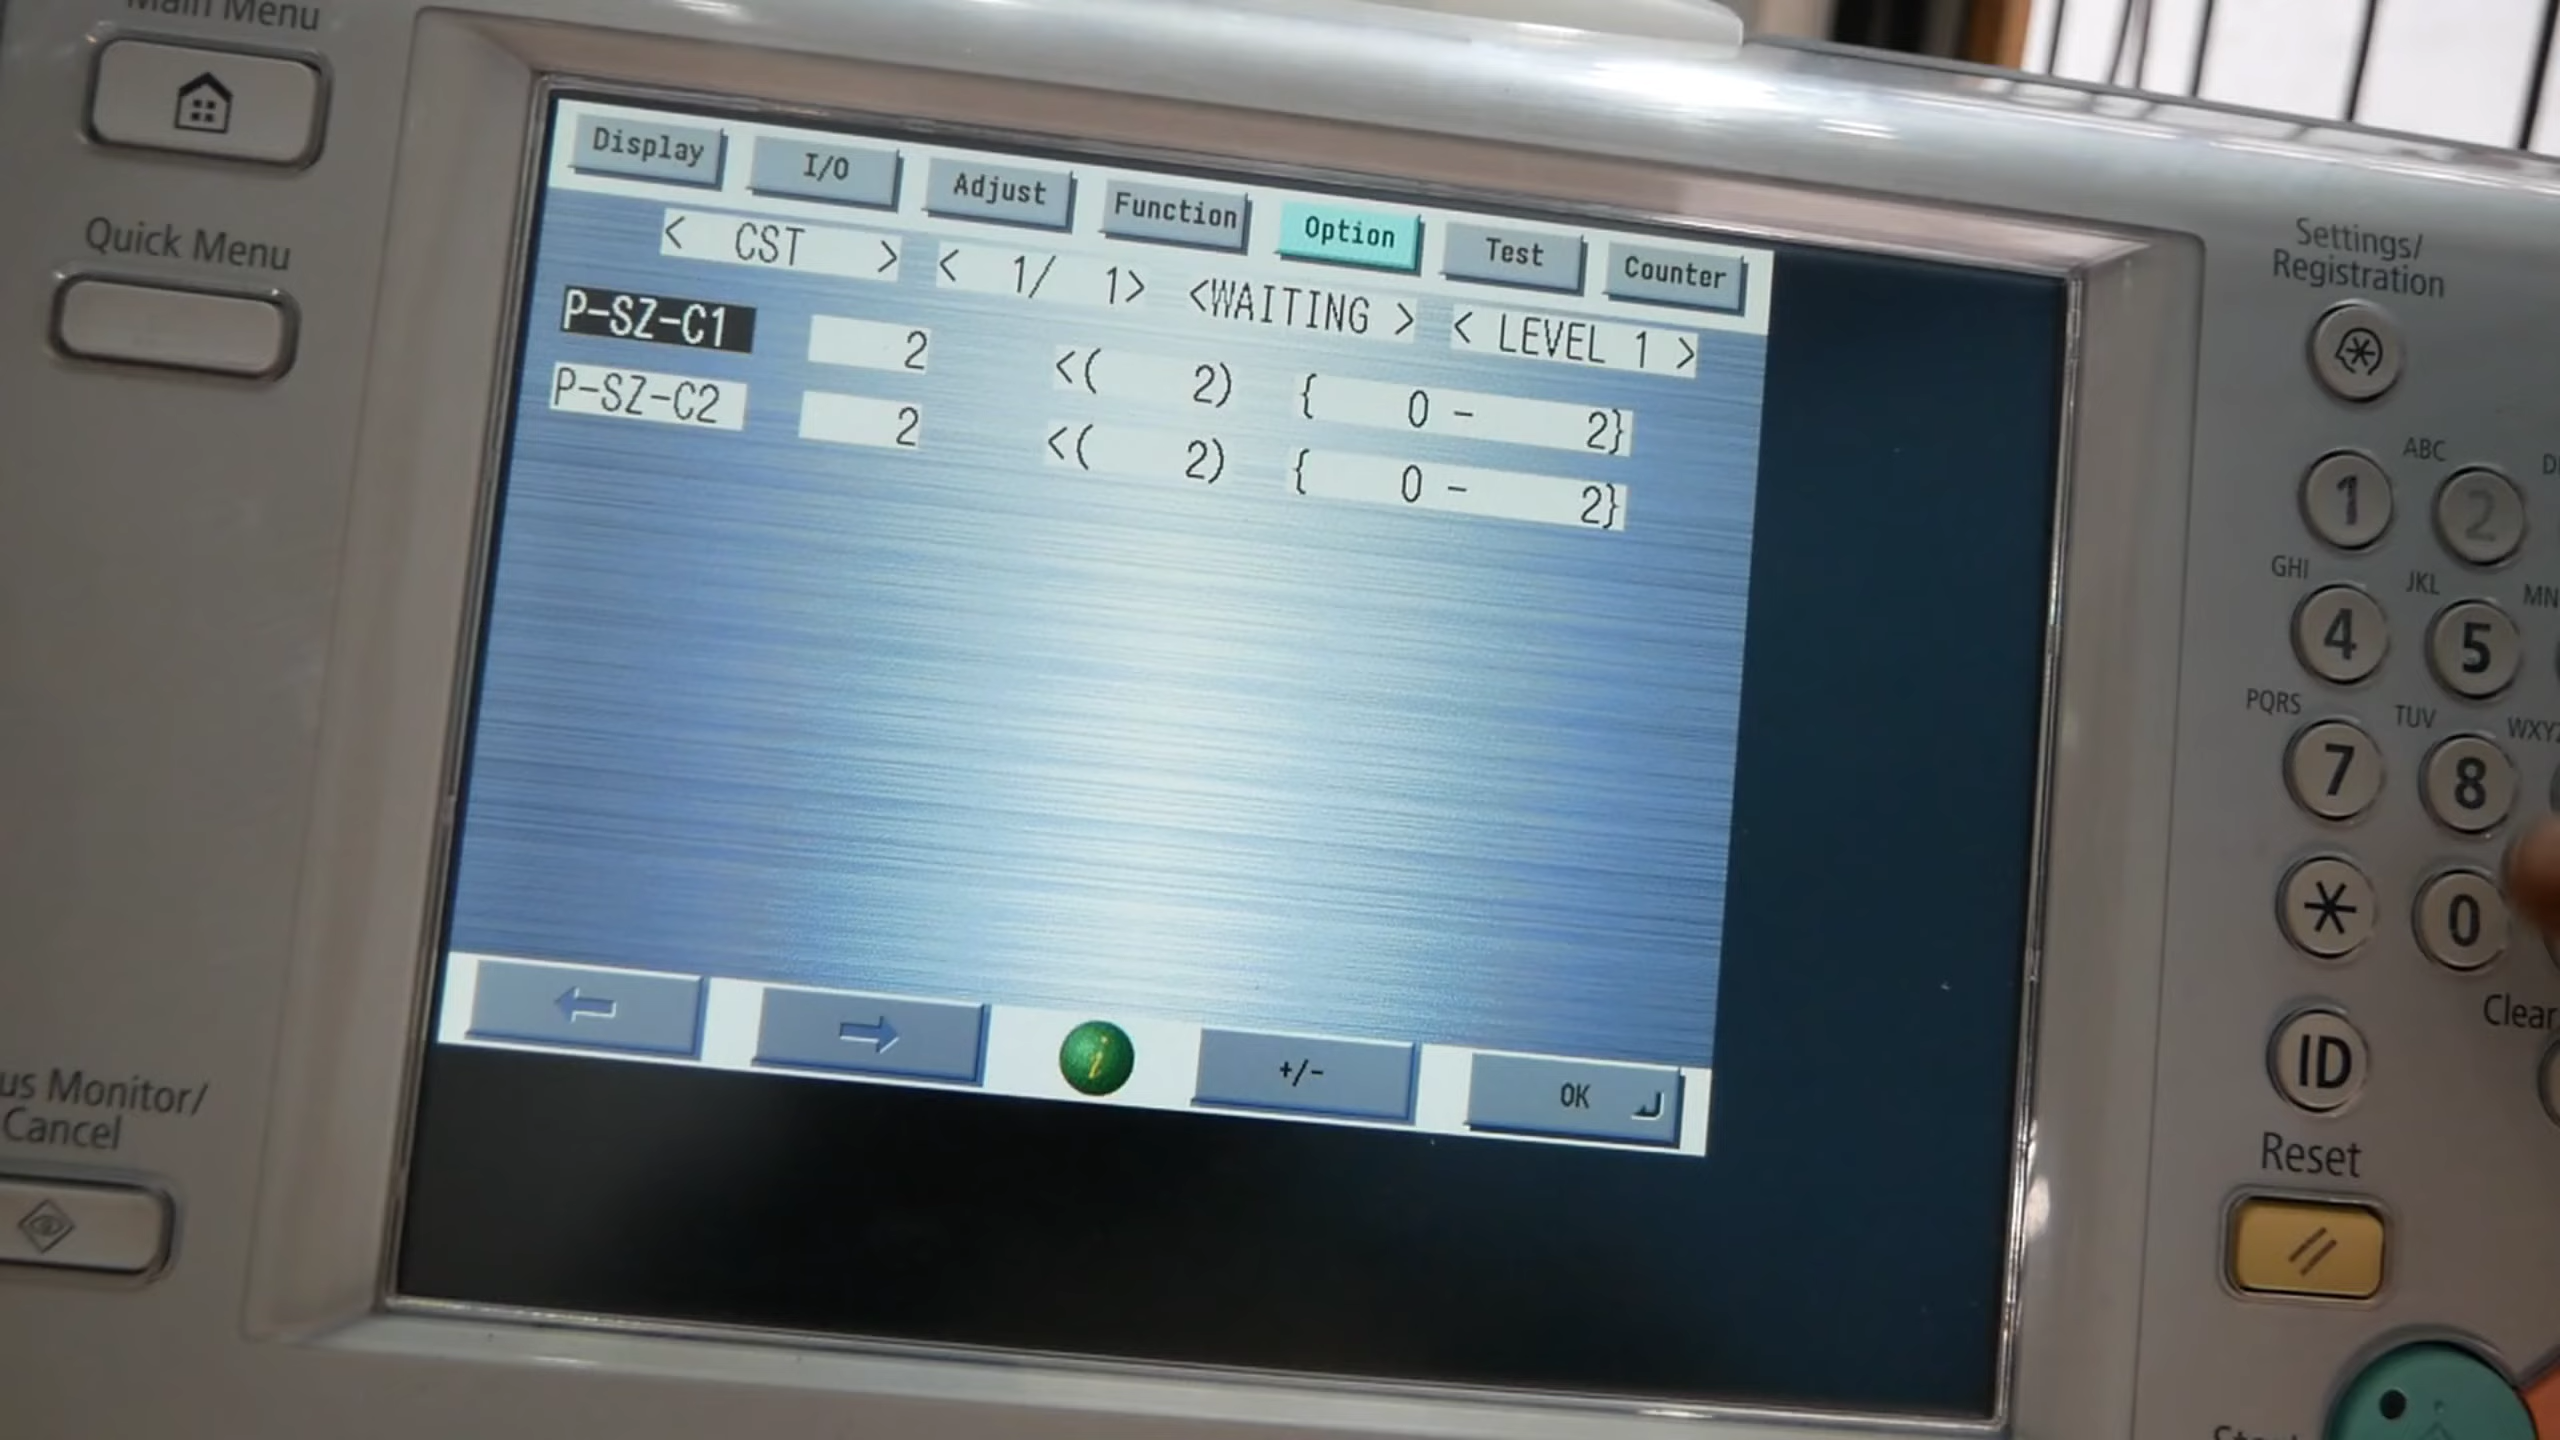 Main Menu
Quick Menu
us Monitor/
Cancel
Display I/O Adjust Function Option Test Counter
< CST > < 1/ 1> <WAITING > < LEVEL 1 >
P-SZ-C1 2 <( 2) { 0 - 2}
P-SZ-C2 2 <( 2) { 0 - 2}
+/- OK
Settings/
Registration
ABC
1 2
GHI JKL MN
4 5
PQRS TUV WXYZ
7 8
* 0
Clear
ID
Reset